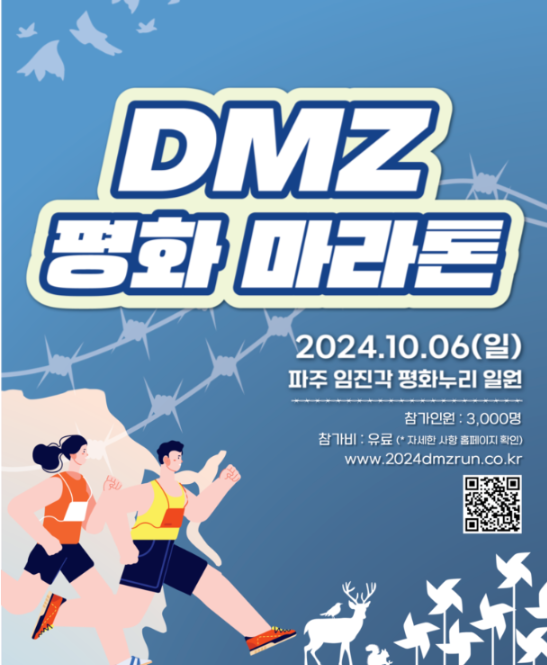 DMZ
평화 마라톤
2024.10.06(일)
파주 임진각 평화누리 일원
참가인원 : 3,000명
참가비 : 유료 (* 자세한 사항 홈페이지 확인)
www.2024dmzrun.co.kr